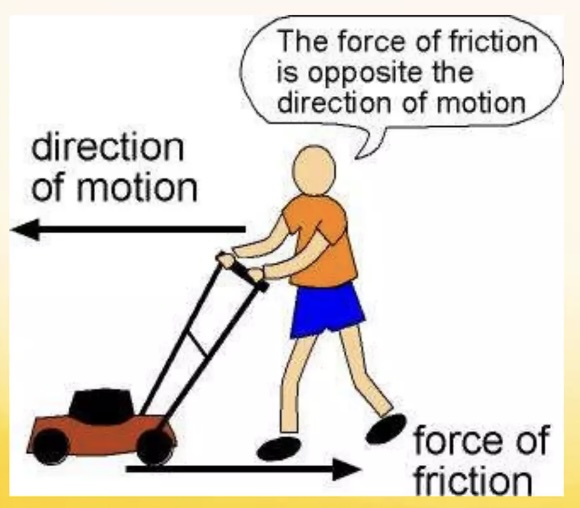 The force of friction
is opposite the
direction of motion
direction
of motion
force of
friction